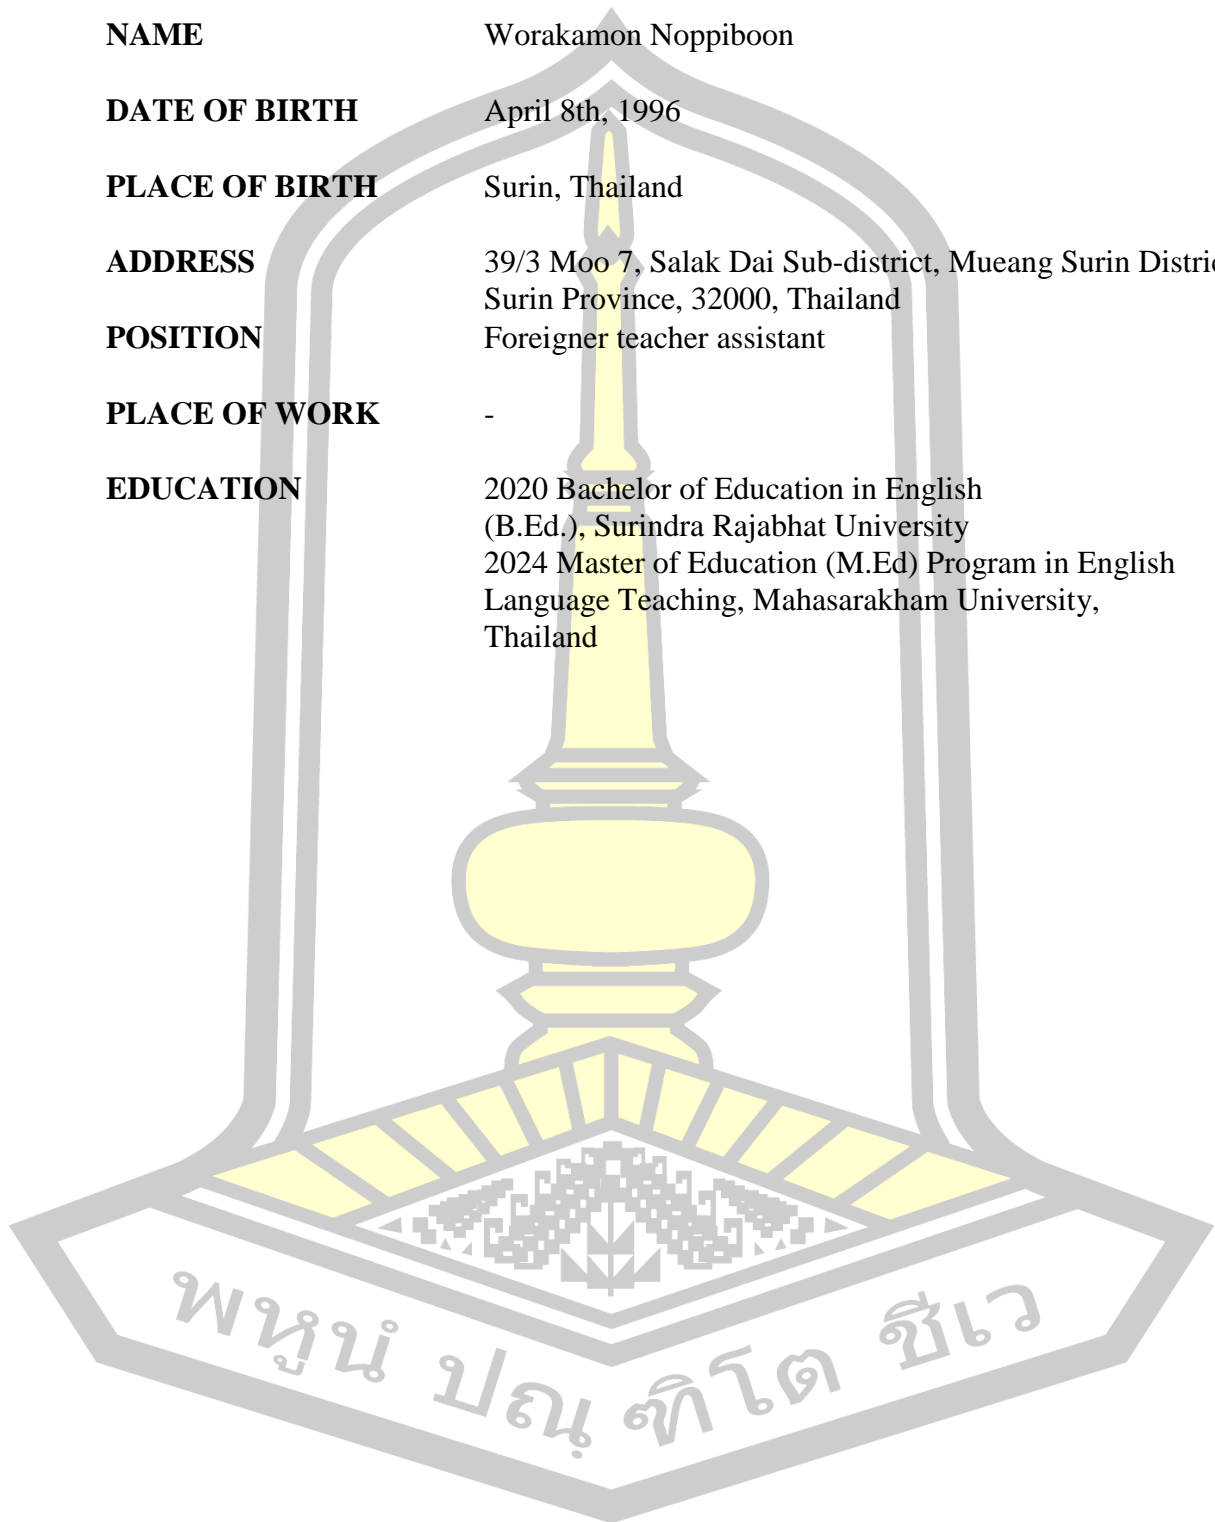 NAME Worakamon Noppiboon
DATE OF BIRTH April 8th, 1996
PLACE OF BIRTH Surin, Thailand
ADDRESS 39/3 Moo 7, Salak Dai Sub-district, Mueang Surin Distri
Surin Province, 32000, Thailand
POSITION Foreigner teacher assistant
PLACE OF WORK -
EDUCATION 2020 Bachelor of Education in English
(B.Ed.), Surindra Rajabhat University
2024 Master of Education (M.Ed) Program in English
Language Teaching, Mahasarakham University,
Thailand
พหูนํ ปณฺ ฑิโต ชีเว